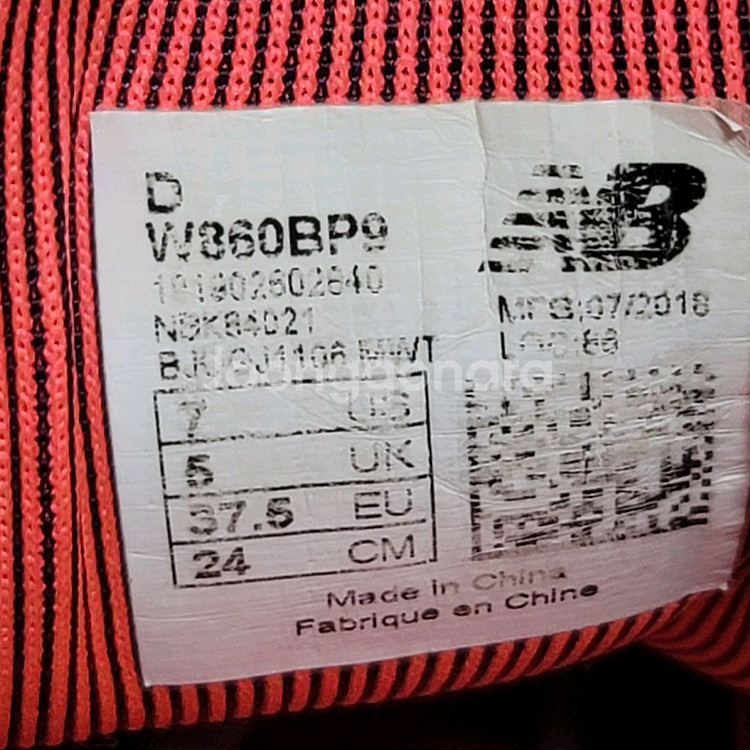 D
W860BP9
191902602640
NBK84021
MFG:07/2018
7 US
5 UK
37.5 EU
24 CM
Made in China
Fabrique en Chine
Joonggonara